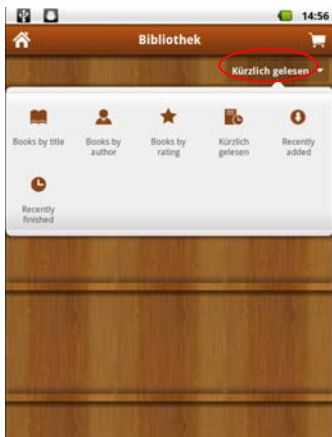 14:56
Bibliothek
Kürzlich gelesen
Books by title
Books by
author
Books by
rating
Kürzlich
gelesen
Recently
added
Recently
finished